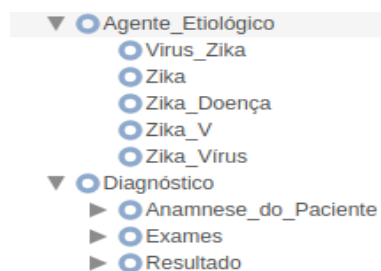 Agente_Etiológico
Virus_Zika
Zika
Zika_Doença
Zika_V
Zika_Vírus
Diagnóstico
Anamnese_do_Paciente
Exames
Resultado